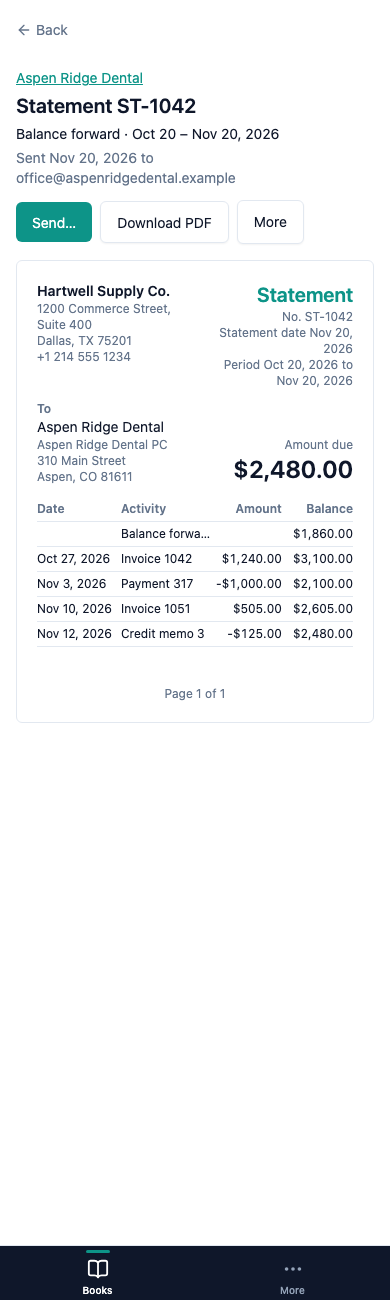 Back
Aspen Ridge Dental
Statement ST-1042
Balance forward · Oct 20 – Nov 20, 2026
Sent Nov 20, 2026 to
office@aspenridgedental.example
Send... Download PDF More
Hartwell Supply Co.
1200 Commerce Street,
Suite 400
Dallas, TX 75201
+1 214 555 1234
Statement
No. ST-1042
Statement date Nov 20,
2026
Period Oct 20, 2026 to
Nov 20, 2026
To
Aspen Ridge Dental
Aspen Ridge Dental PC
310 Main Street
Aspen, CO 81611
Amount due
$2,480.00
Date Activity Amount Balance
Balance forwa... $1,860.00
Oct 27, 2026 Invoice 1042 $1,240.00 $3,100.00
Nov 3, 2026 Payment 317 -$1,000.00 $2,100.00
Nov 10, 2026 Invoice 1051 $505.00 $2,605.00
Nov 12, 2026 Credit memo 3 -$125.00 $2,480.00
Page 1 of 1
Books More